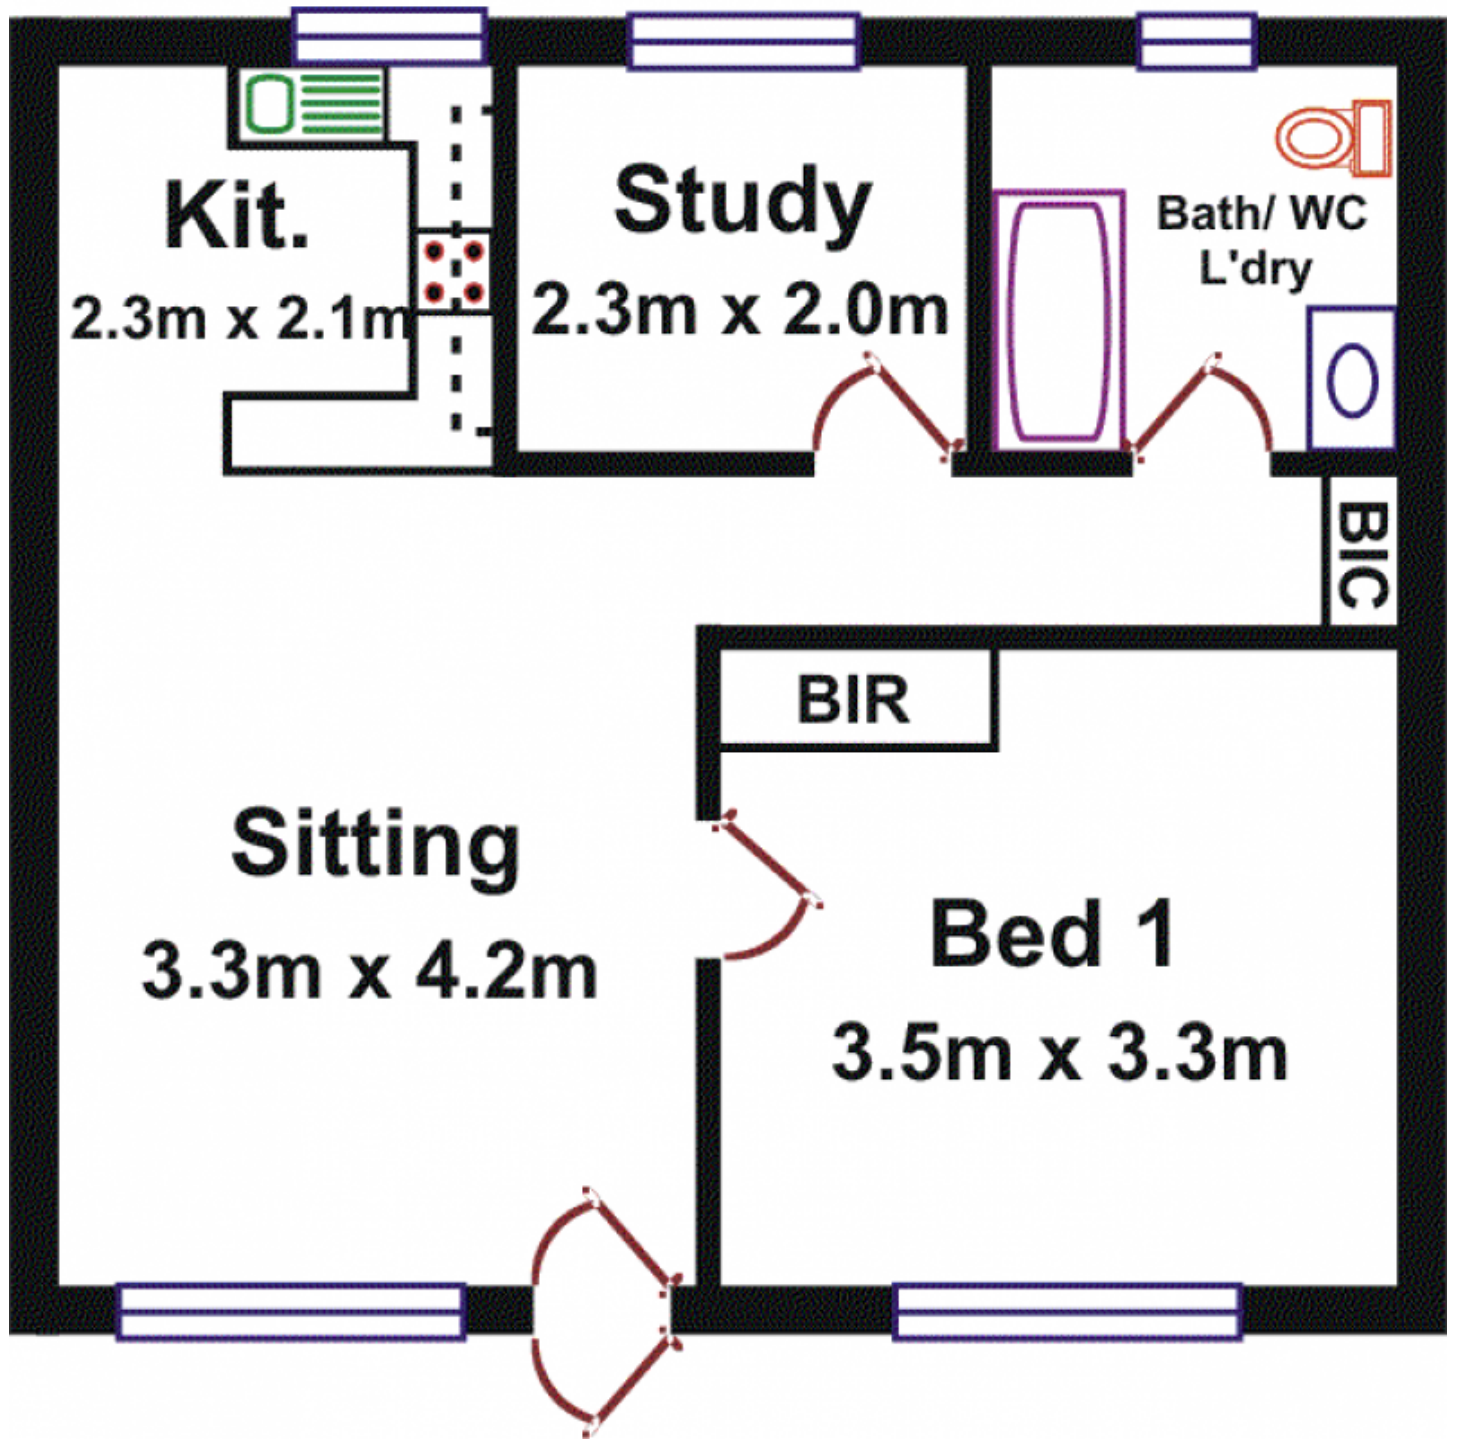 Kit.
2.3m x 2.1m
Study
2.3m x 2.0m
Bath/ WC
L'dry
BIC
BIR
Sitting
3.3m x 4.2m
Bed 1
3.5m x 3.3m